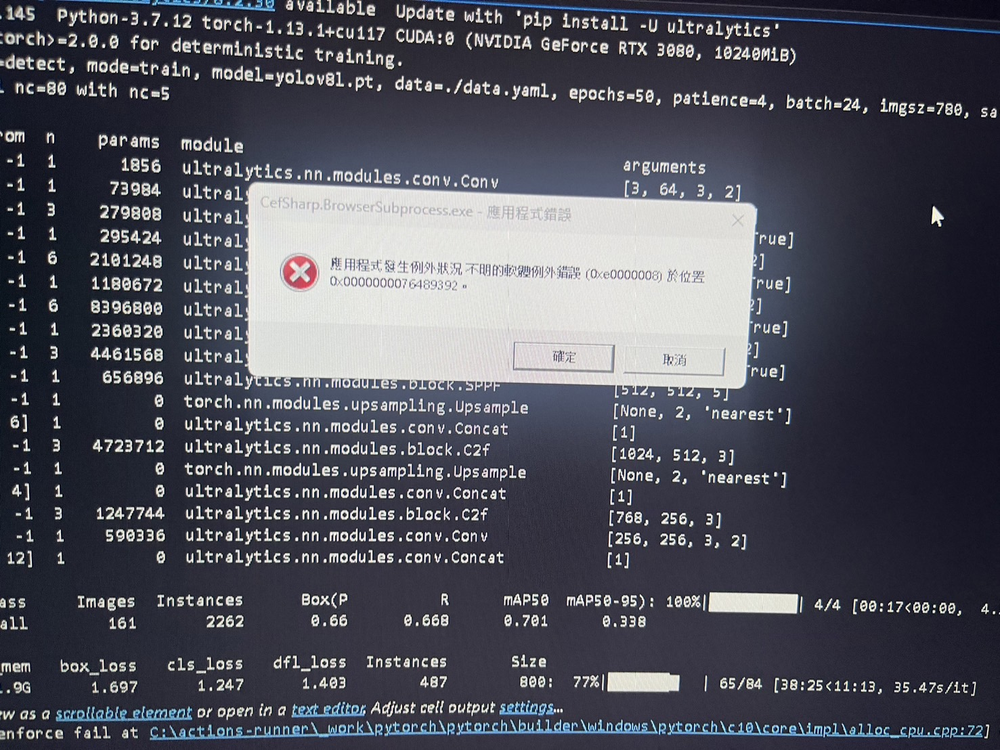 available Update with 'pip install -U ultralytics'
.145 Python-3.7.12 torch-1.13.1+cu117 CUDA:0 (NVIDIA GeForce RTX 3080, 10240MiB)
torch>=2.0.0 for deterministic training.
=detect, mode=train, model=yolov8l.pt, data=./data.yaml, epochs=50, patience=4, batch=24, imgsz=780, sa
nc=80 with nc=5
rom n params module arguments
-1 1 1856 ultralytics.nn.modules.conv.Conv [3, 64, 3, 2]
-1 1 73984 ultraly
-1 3 279808 ultraly rue]
-1 1 295424 ultraly 2]
-1 6 2101248 ultraly rue]
-1 1 1180672 ultraly 2]
-1 6 8396800 ultraly rue]
-1 1 2360320 ultraly 2]
-1 3 4461568 ultraly rue]
-1 1 656896 ultralytics.nn.modules.block.SPPF [512, 512, 5]
-1 1 0 torch.nn.modules.upsampling.Upsample [None, 2, 'nearest']
6] 1 0 ultralytics.nn.modules.conv.Concat [1]
-1 3 4723712 ultralytics.nn.modules.block.C2f [1024, 512, 3]
-1 1 0 torch.nn.modules.upsampling.Upsample [None, 2, 'nearest']
4] 1 0 ultralytics.nn.modules.conv.Concat [1]
-1 3 1247744 ultralytics.nn.modules.block.C2f [768, 256, 3]
-1 1 590336 ultralytics.nn.modules.conv.Conv [256, 256, 3, 2]
12] 1 0 ultralytics.nn.modules.conv.Concat [1]
CefSharp.BrowserSubprocess.exe - 應用程式錯誤
應用程式發生例外狀況 不明的軟體例外錯誤 (0xe0000008) 於位置
0x0000000076489392。
確定 取消
ass Images Instances Box(P R mAP50 mAP50-95): 100%| | 4/4 [00:17<00:00, 4..
all 161 2262 0.66 0.668 0.701 0.338
_mem box_loss cls_loss dfl_loss Instances Size
.9G 1.697 1.247 1.403 487 800: 77%| | 65/84 [38:25<11:13, 35.47s/it]
ew as a scrollable element or open in a text editor. Adjust cell output settings...
enforce fail at C:\actions-runner\_work\pytorch\pytorch\builder\windows\pytorch\c10\core\impl\alloc_cpu.cpp:72]